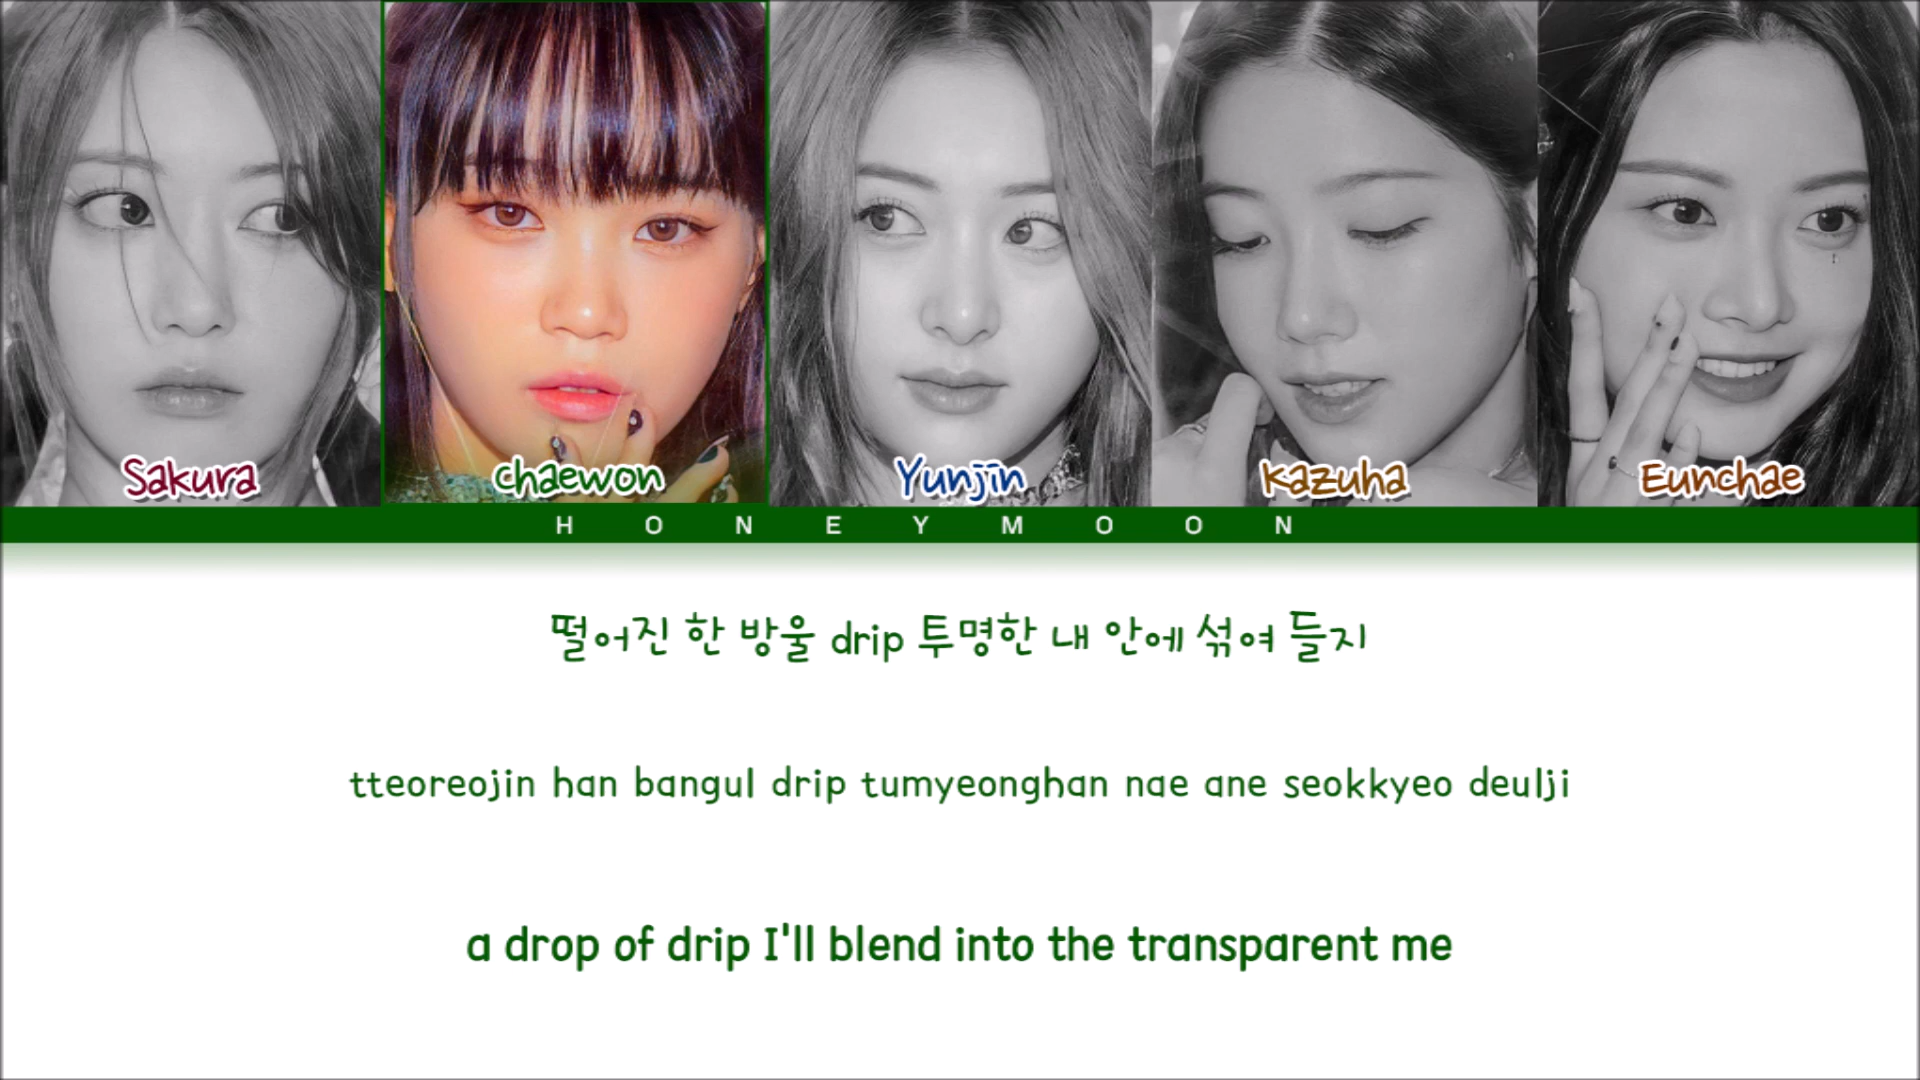 Sakura
chaewon
Yunjin
kazuha
Eunchae
HONEYMOON
떨어진 한 방울 drip 투명한 내 안에 섞여 들지
tteoreojin han bangul drip tumyeonghan nae ane seokkyeo deulji
a drop of drip I'll blend into the transparent me